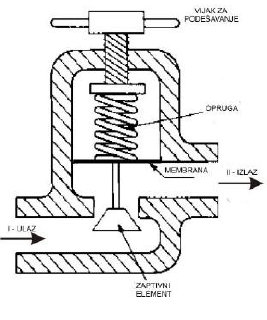 VIJAK ZA
PODEŠAVANJE
OPRUGA
MEMBRANA
II - IZLAZ
I - ULAZ
ZAPTIVNI
ELEMENT